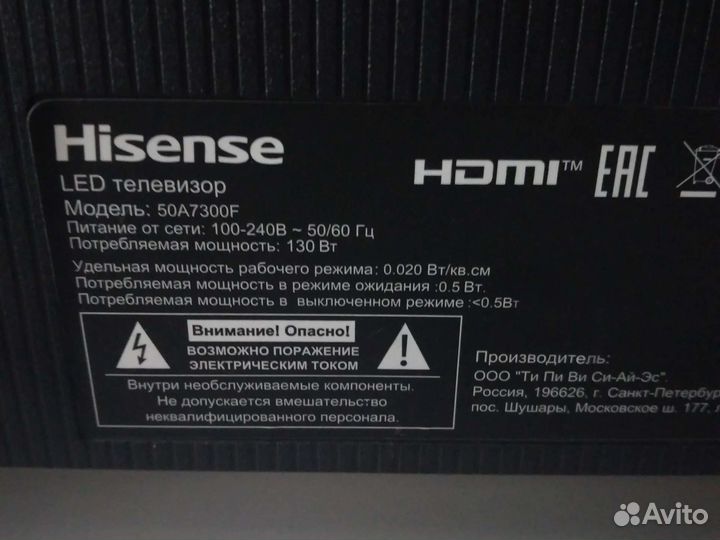 Hisense
LED телевизор
Модель: 50A7300F
Питание от сети: 100-240В ~ 50/60 Гц
Потребляемая мощность: 130 Вт
Удельная мощность рабочего режима: 0.020 Вт/кв.см
Потребляемая мощность в режиме ожидания :0.5 Вт.
Потребляемая мощность в выключенном режиме :<0.5Вт
HDMI™ EAC
Внимание! Опасно!
ВОЗМОЖНО ПОРАЖЕНИЕ
ЭЛЕКТРИЧЕСКИМ ТОКОМ
Внутри необслуживаемые компоненты.
Не допускается вмешательство
неквалифицированного персонала.
Производитель:
ООО "Ти Пи Ви Си-Ай-Эс".
Россия, 196626, г. Санкт-Петербур
пос. Шушары, Московское ш. 177,
Avito